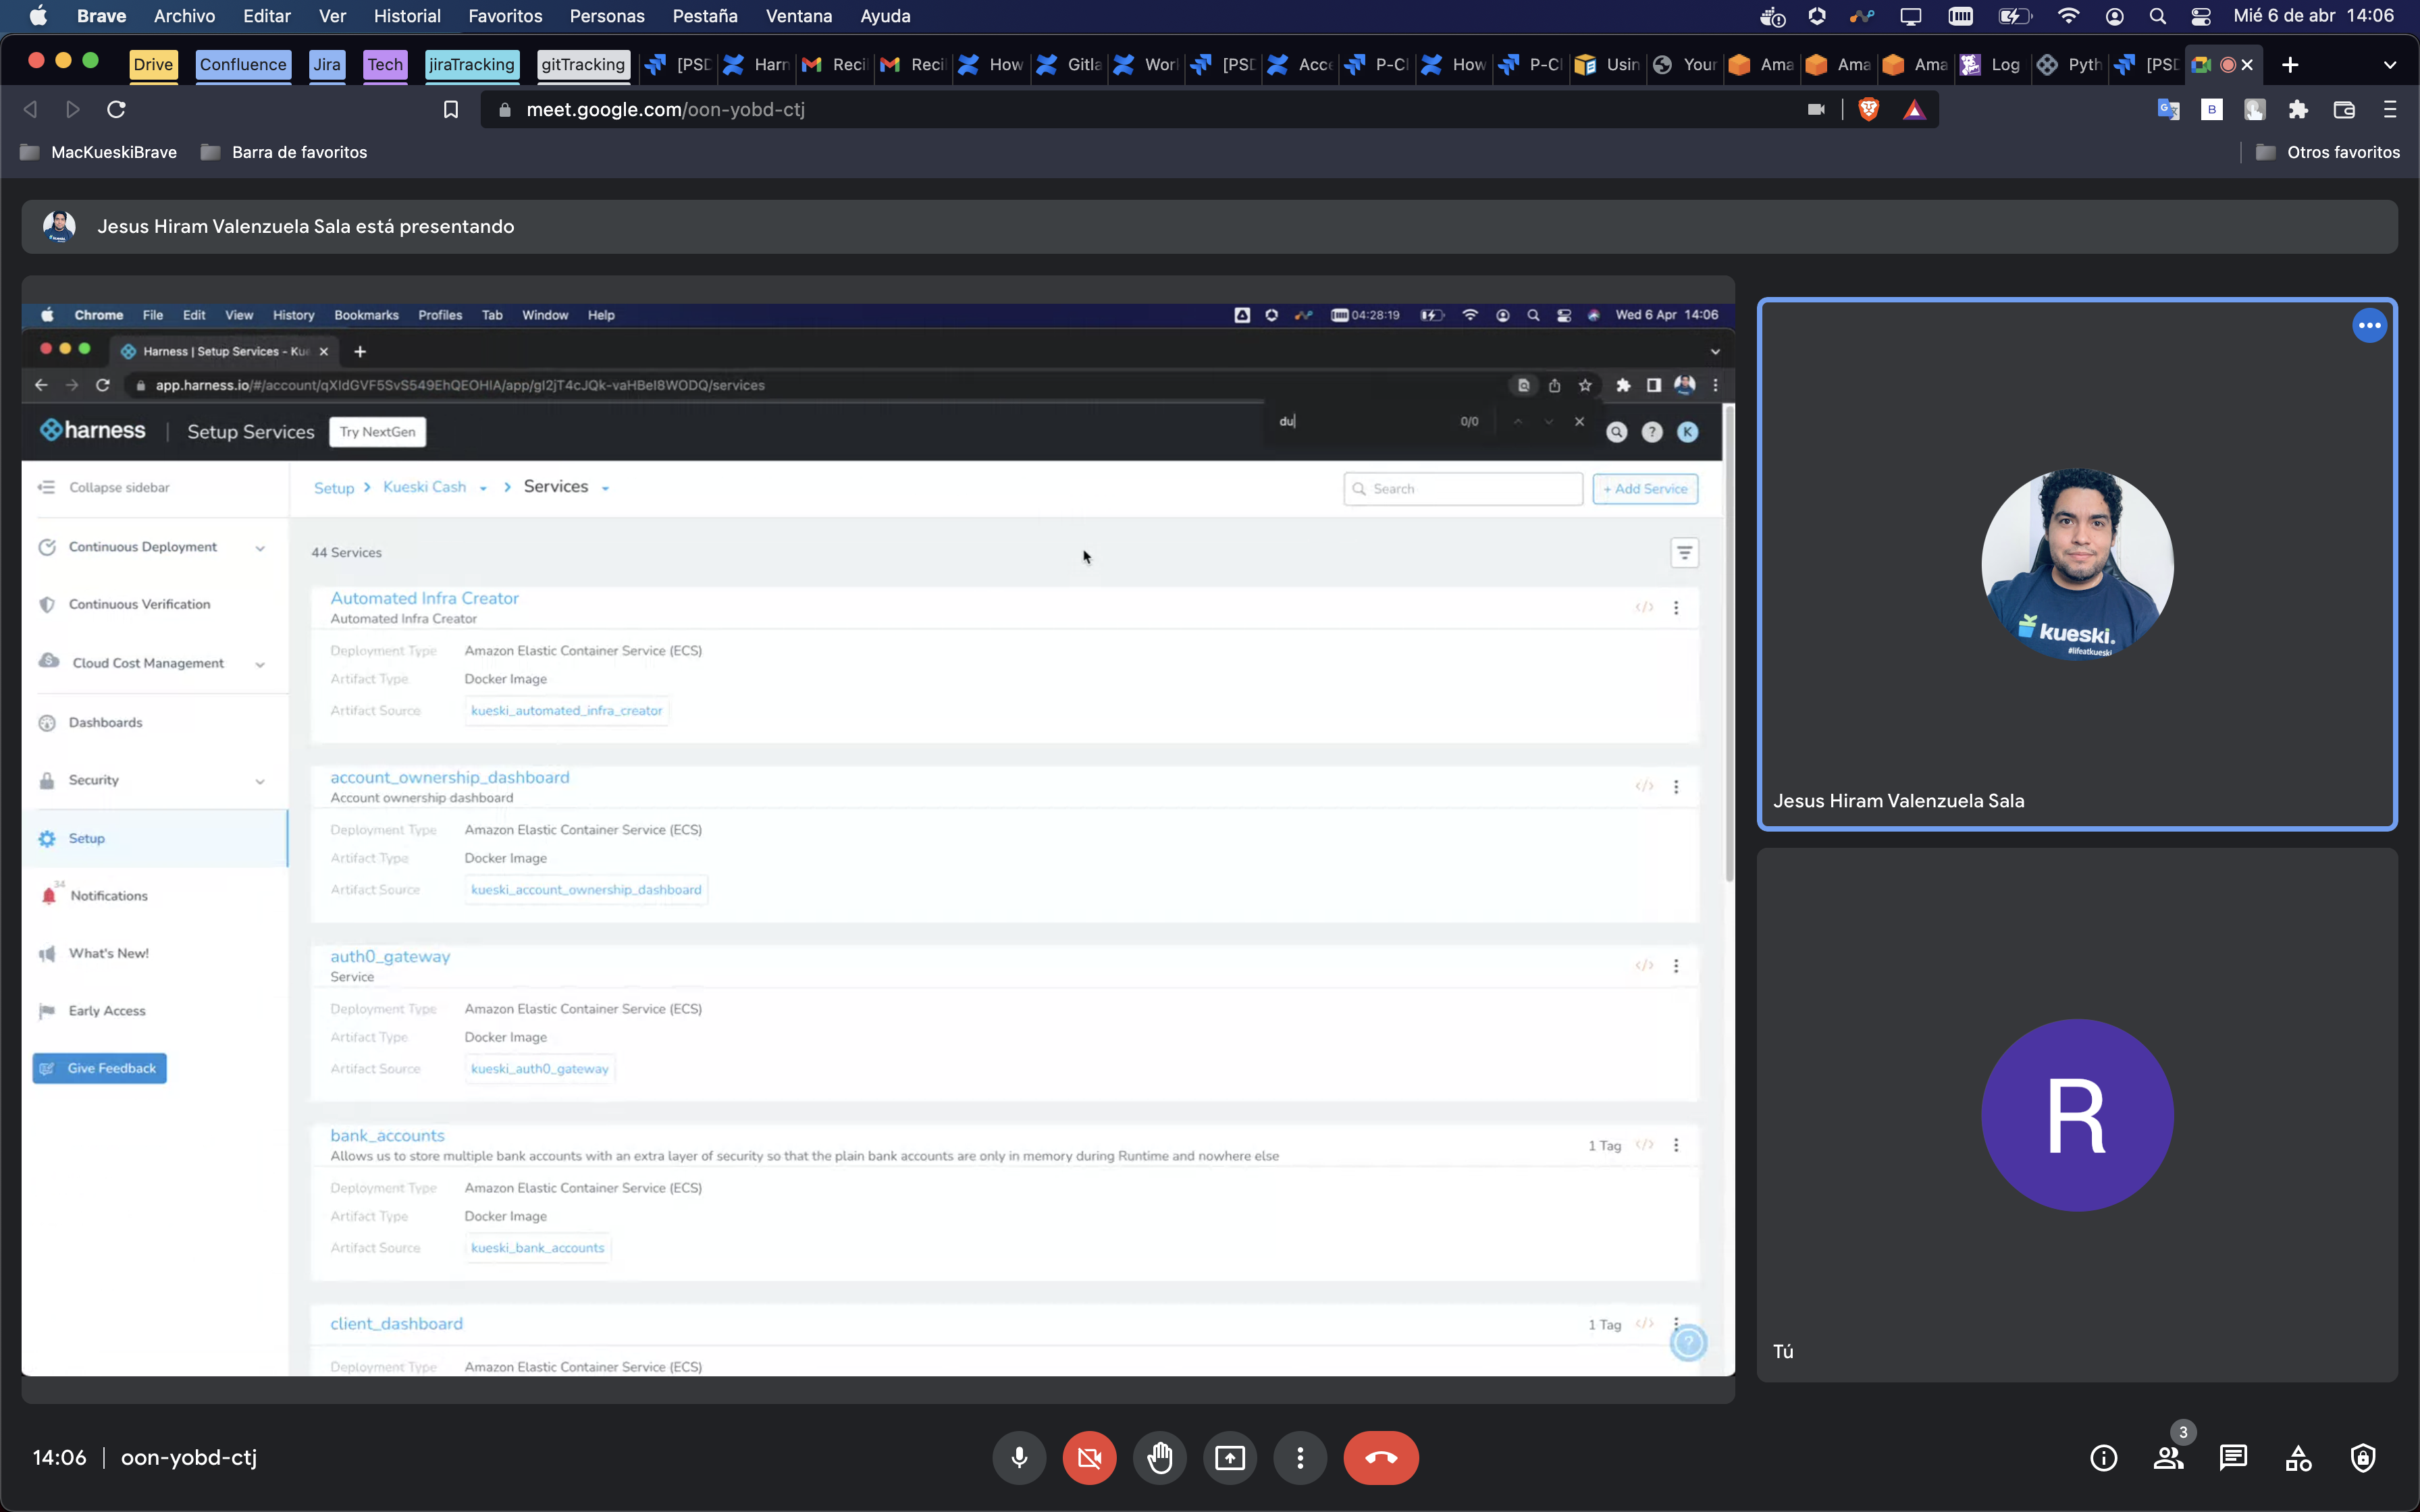 Brave Archivo Editar Ver Historial Favoritos Personas Pestaña Ventana Ayuda Mié 6 de abr 14:06
Drive Confluence Jira Tech jiraTracking gitTracking [PSD Harn Reci Reci How Gitla Wor [PSD Acce P-C How P-C Usin Your Ama Ama Ama Log Pyth [PSD
meet.google.com/oon-yobd-ctj
MacKueskiBrave Barra de favoritos Otros favoritos
Jesus Hiram Valenzuela Sala está presentando
Chrome File Edit View History Bookmarks Profiles Tab Window Help 04:28:19 Wed 6 Apr 14:06
Harness | Setup Services - Kue
app.harness.io/#/account/qXIdGVF5SvS549EhQEOHIA/app/gI2jT4cJQk-vaHBeI8WODQ/services
harness | Setup Services Try NextGen du 0/0 K
Collapse sidebar
Setup > Kueski Cash > Services Search + Add Service
Continuous Deployment
Continuous Verification
Cloud Cost Management
Dashboards
Security
Setup
34
Notifications
What's New!
Early Access
Give Feedback
44 Services
Automated Infra Creator
Automated Infra Creator
Deployment Type Amazon Elastic Container Service (ECS)
Artifact Type Docker Image
Artifact Source kueski_automated_infra_creator
account_ownership_dashboard
Account ownership dashboard
Deployment Type Amazon Elastic Container Service (ECS)
Artifact Type Docker Image
Artifact Source kueski_account_ownership_dashboard
auth0_gateway
Service
Deployment Type Amazon Elastic Container Service (ECS)
Artifact Type Docker Image
Artifact Source kueski_auth0_gateway
bank_accounts 1 Tag
Allows us to store multiple bank accounts with an extra layer of security so that the plain bank accounts are only in memory during Runtime and nowhere else
Deployment Type Amazon Elastic Container Service (ECS)
Artifact Type Docker Image
Artifact Source kueski_bank_accounts
client_dashboard 1 Tag
Deployment Type Amazon Elastic Container Service (ECS)
kueski.
#lifeatkueski
Jesus Hiram Valenzuela Sala
R
Tú
14:06 | oon-yobd-ctj
3